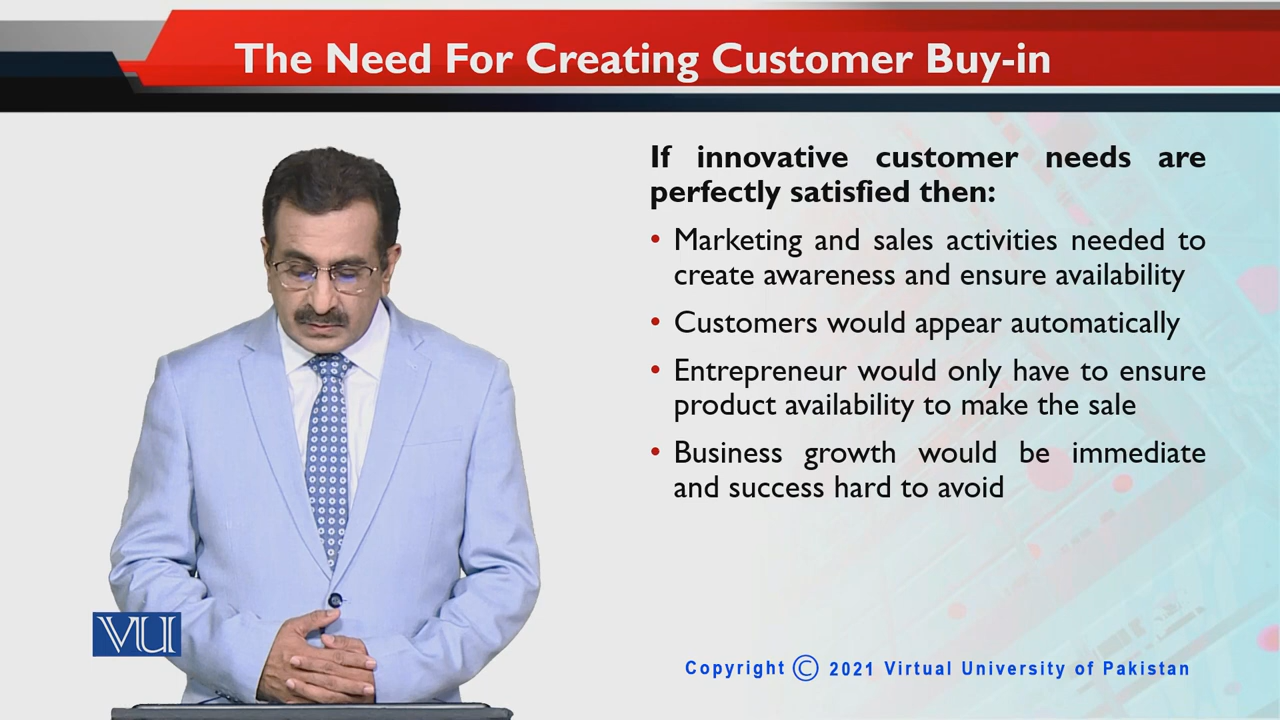 The Need For Creating Customer Buy-in
If innovative customer needs are
perfectly satisfied then:
• Marketing and sales activities needed to
create awareness and ensure availability
• Customers would appear automatically
• Entrepreneur would only have to ensure
product availability to make the sale
• Business growth would be immediate
and success hard to avoid
VU
Copyright © 2021 Virtual University of Pakistan